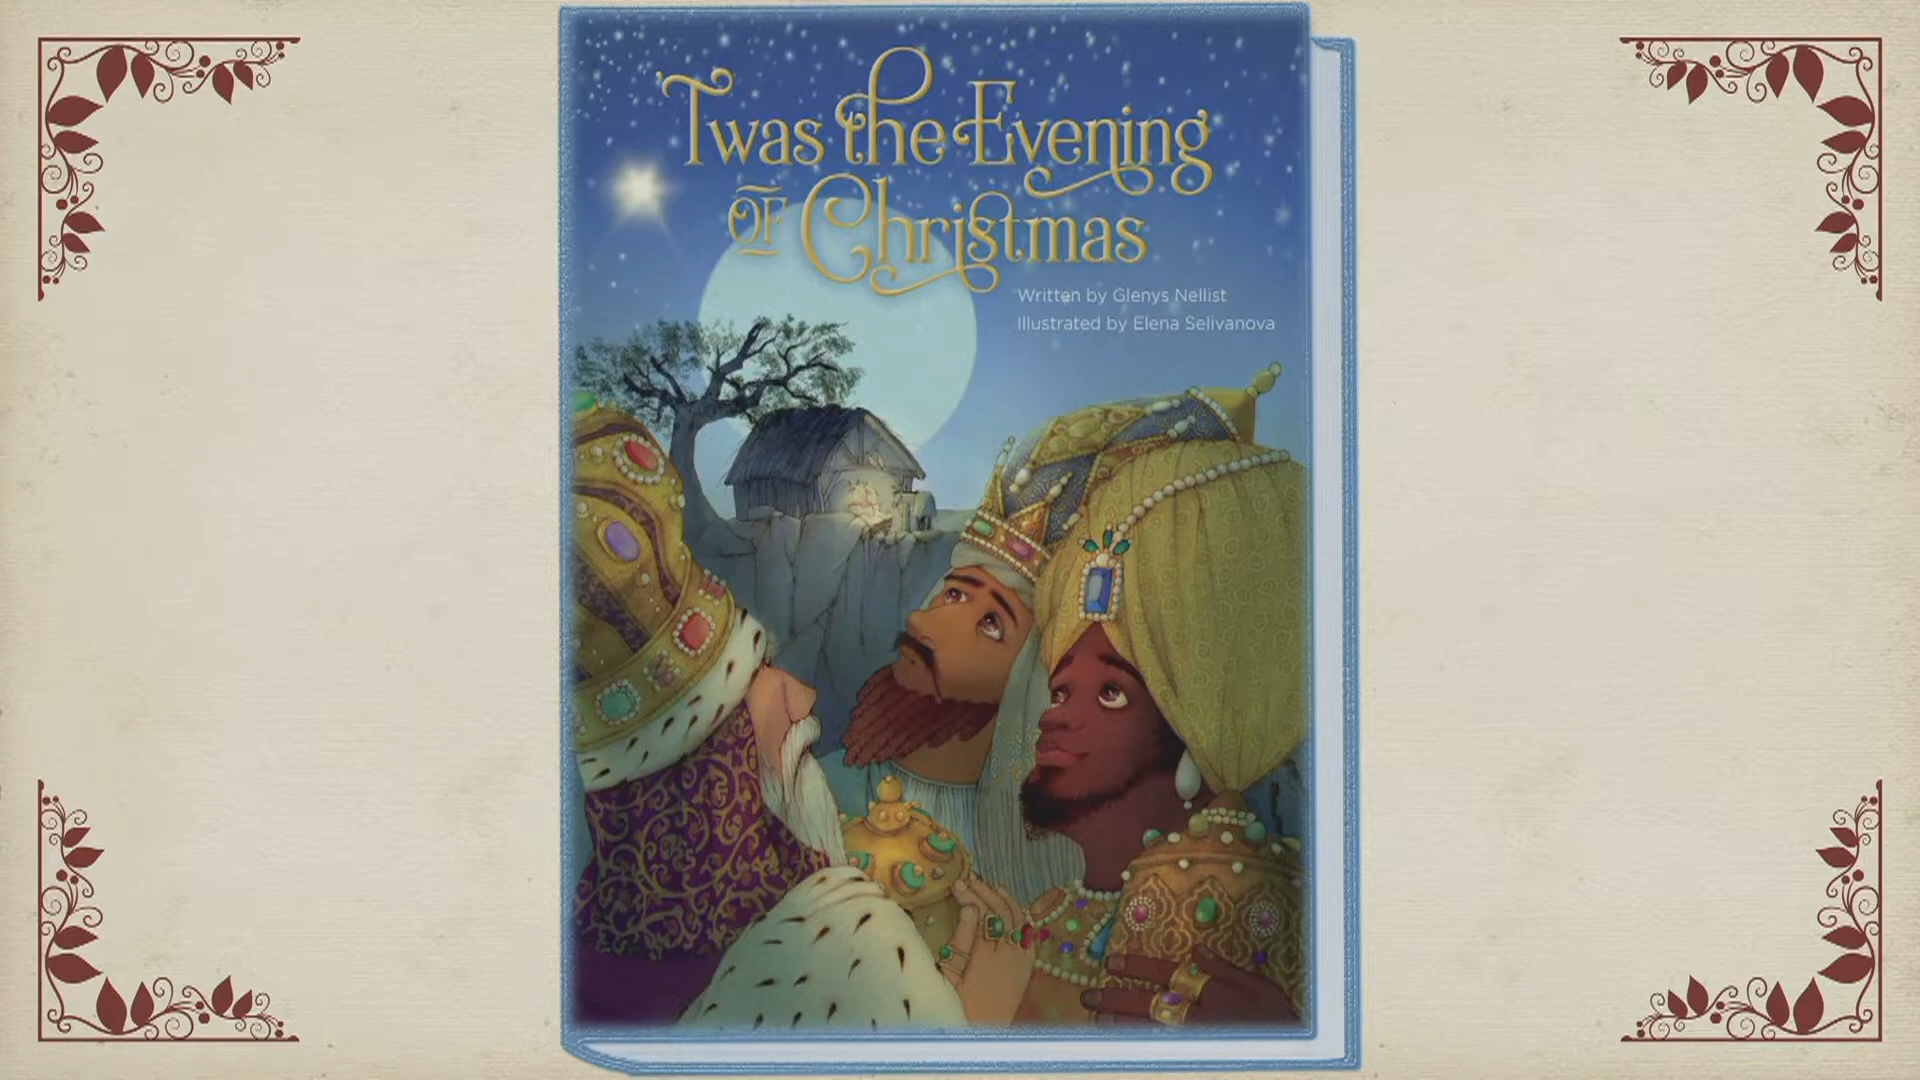 'Twas the Evening
of Christmas
Written by Glenys Nellist
Illustrated by Elena Selivanova